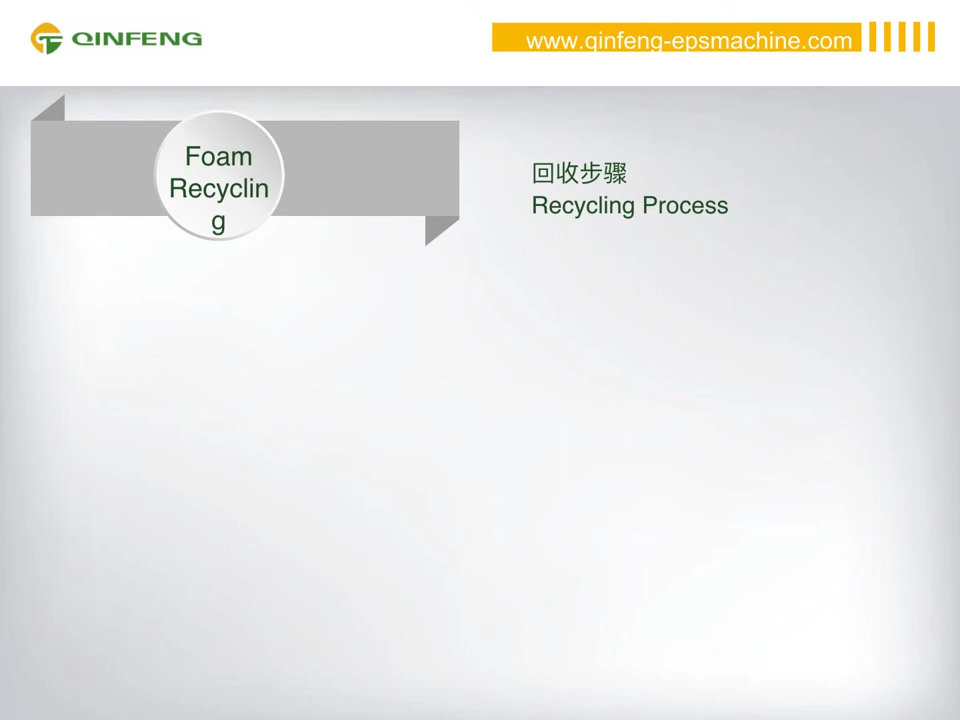 QINFENG
www.qinfeng-epsmachine.com
Foam
Recyclin
g
回收步骤
Recycling Process